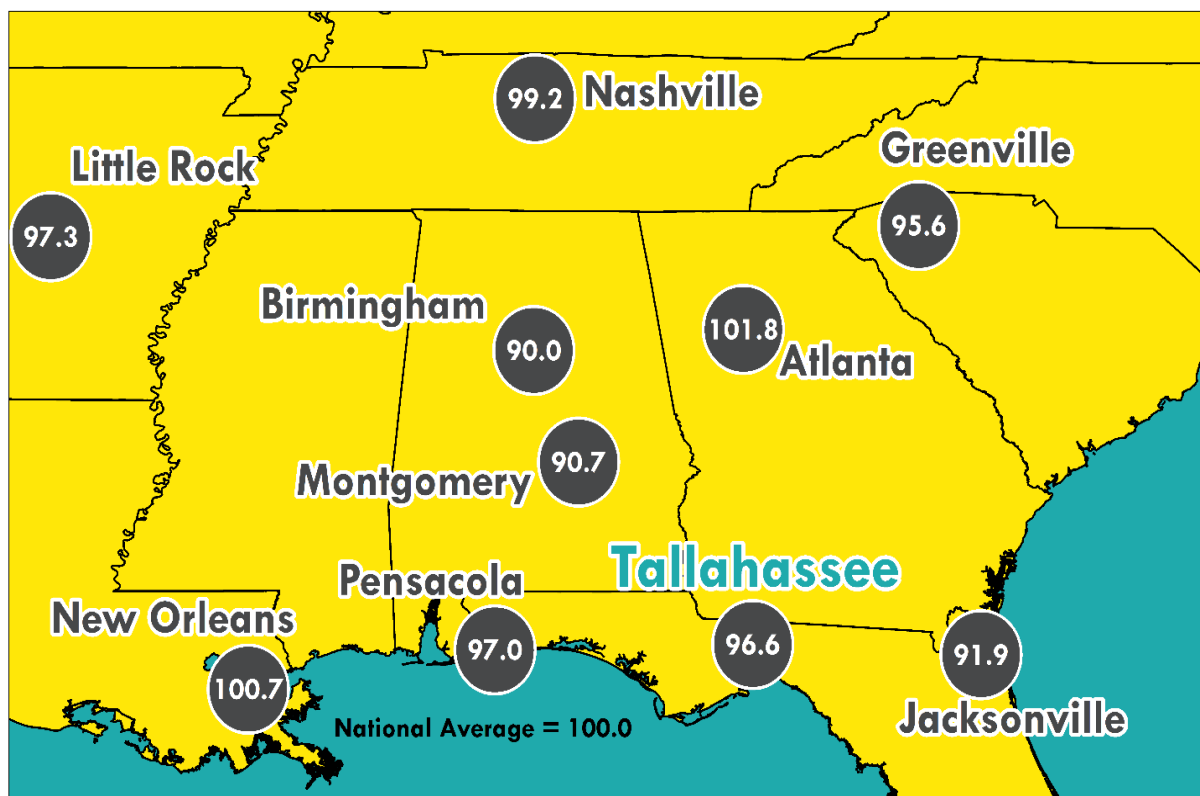 99.2 Nashville
Greenville
Little Rock
95.6
97.3
Birmingham
101.8
90.0
Atlanta
90.7
Montgomery
Tallahassee
Pensacola
New Orleans
96.6
97.0
91.9
100.7
Jacksonville
National Average = 100.0